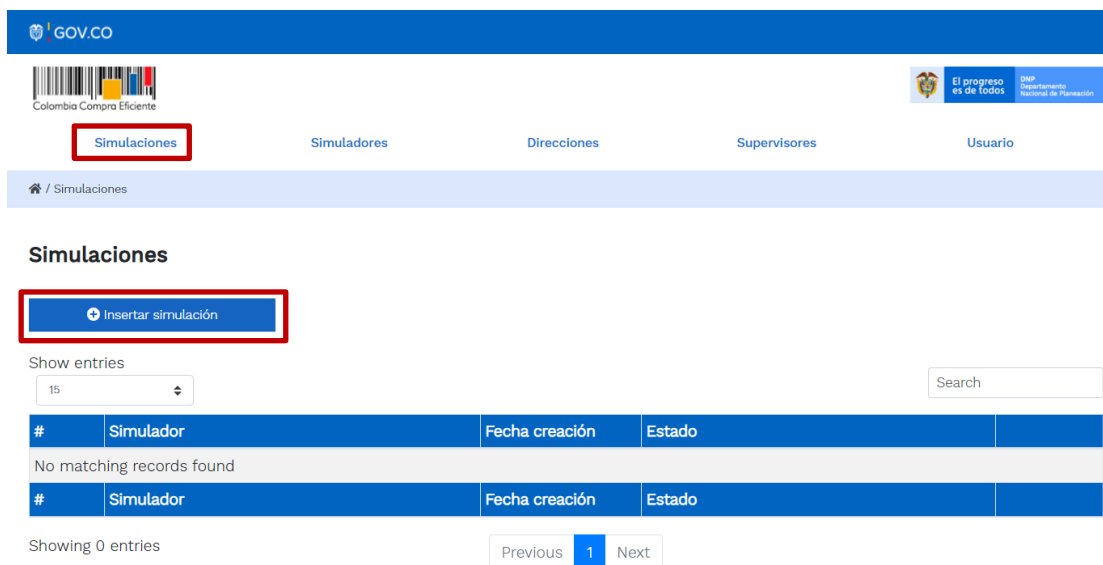 GOV.CO
Colombia Compra Eficiente
El progreso
es de todos
DNP
Departamento
Nacional de Planeación
Simulaciones Simuladores Direcciones Supervisores Usuario
/ Simulaciones
Simulaciones
Insertar simulación
Show entries
15
Search
# Simulador Fecha creación Estado
No matching records found
# Simulador Fecha creación Estado
Showing 0 entries
Previous 1 Next